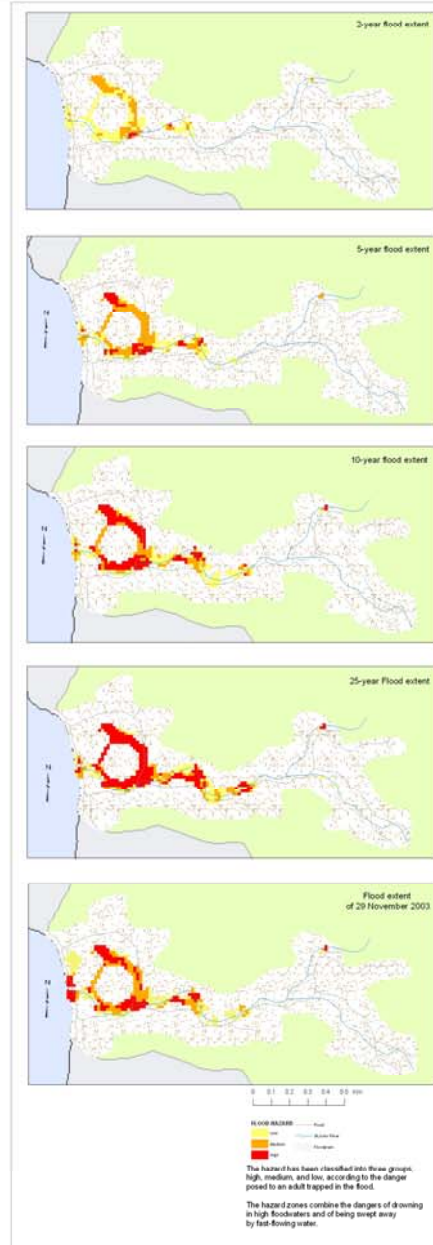 2-year flood extent
5-year flood extent
N
10-year flood extent
N
25-year Flood extent
N
Flood extent
of 29 November 2003
N
0 0.1 0.2 0.3 0.4 0.5 km
FLOOD HAZARD
Low
Medium
High
Road
River
Floodplain
The hazard has been classified into three groups,
high, medium, and low, according to the danger
posed to an adult trapped in the flood.
The hazard zones combine the dangers of drowning
in high floodwaters and of being swept away
by fast-flowing water.